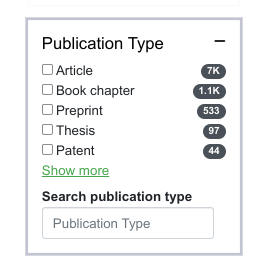 Publication Type −
Article 7K
Book chapter 1.1K
Preprint 533
Thesis 97
Patent 44
Show more
Search publication type
Publication Type